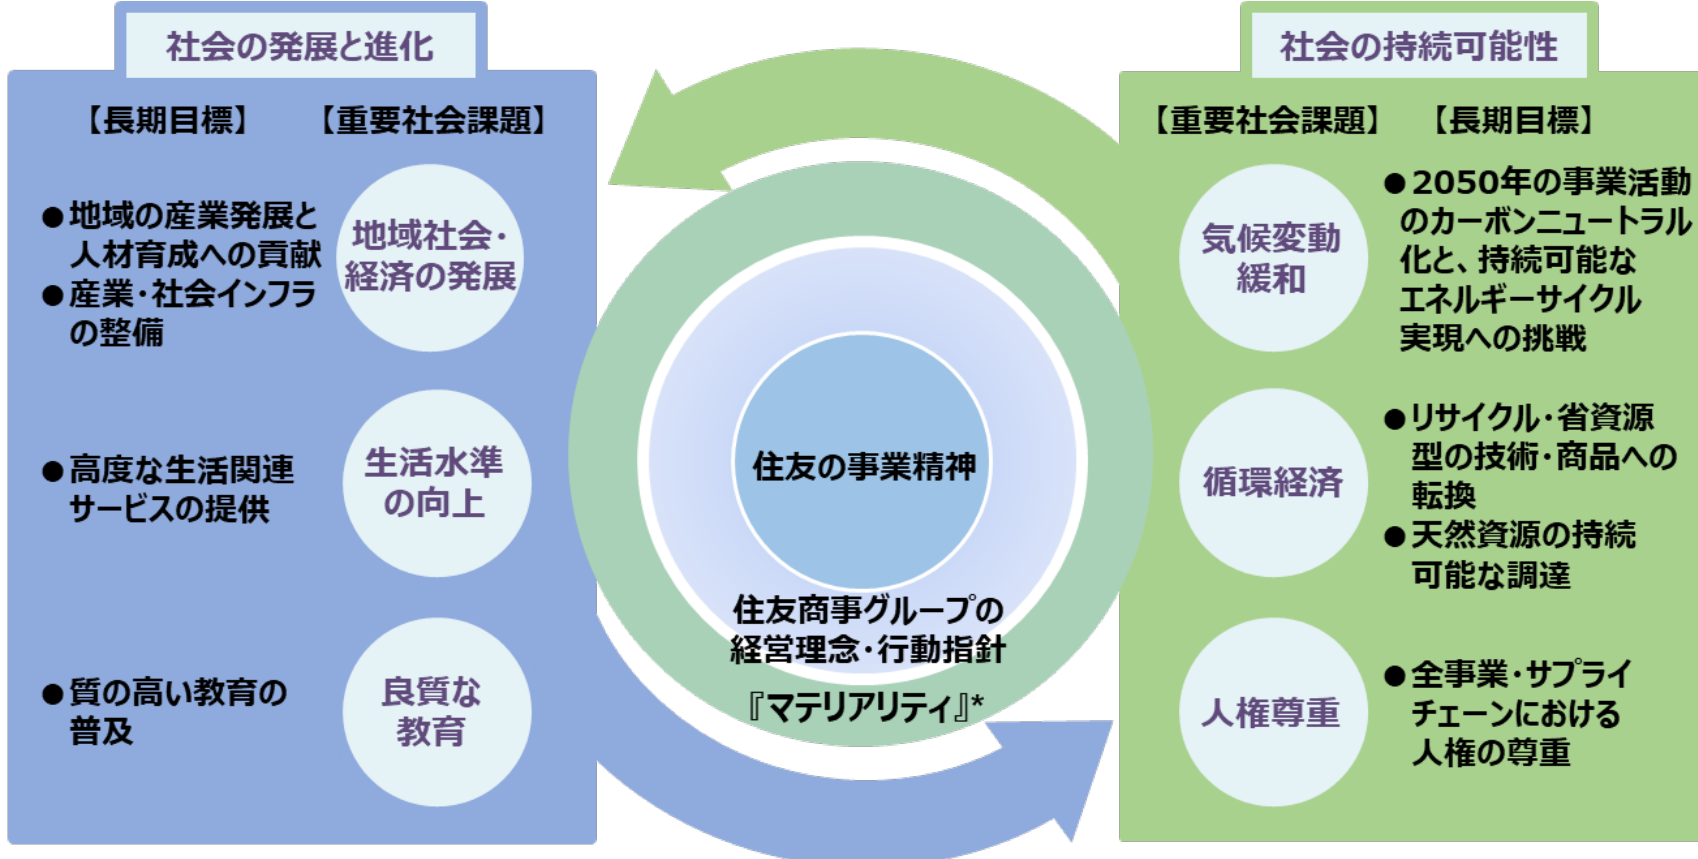 社会の発展と進化
【長期目標】
【重要社会課題】
●地域の産業発展と
人材育成への貢献
●産業・社会インフラ
の整備
地域社会・
経済の発展
●高度な生活関連
サービスの提供
生活水準
の向上
●質の高い教育の
普及
良質な
教育
住友の事業精神
住友商事グループの
経営理念・行動指針
『マテリアリティ』*
社会の持続可能性
【重要社会課題】
【長期目標】
気候変動
緩和
●2050年の事業活動
のカーボンニュートラル
化と、持続可能な
エネルギーサイクル
実現への挑戦
循環経済
●リサイクル・省資源
型の技術・商品への
転換
●天然資源の持続
可能な調達
人権尊重
●全事業・サプライ
チェーンにおける
人権の尊重